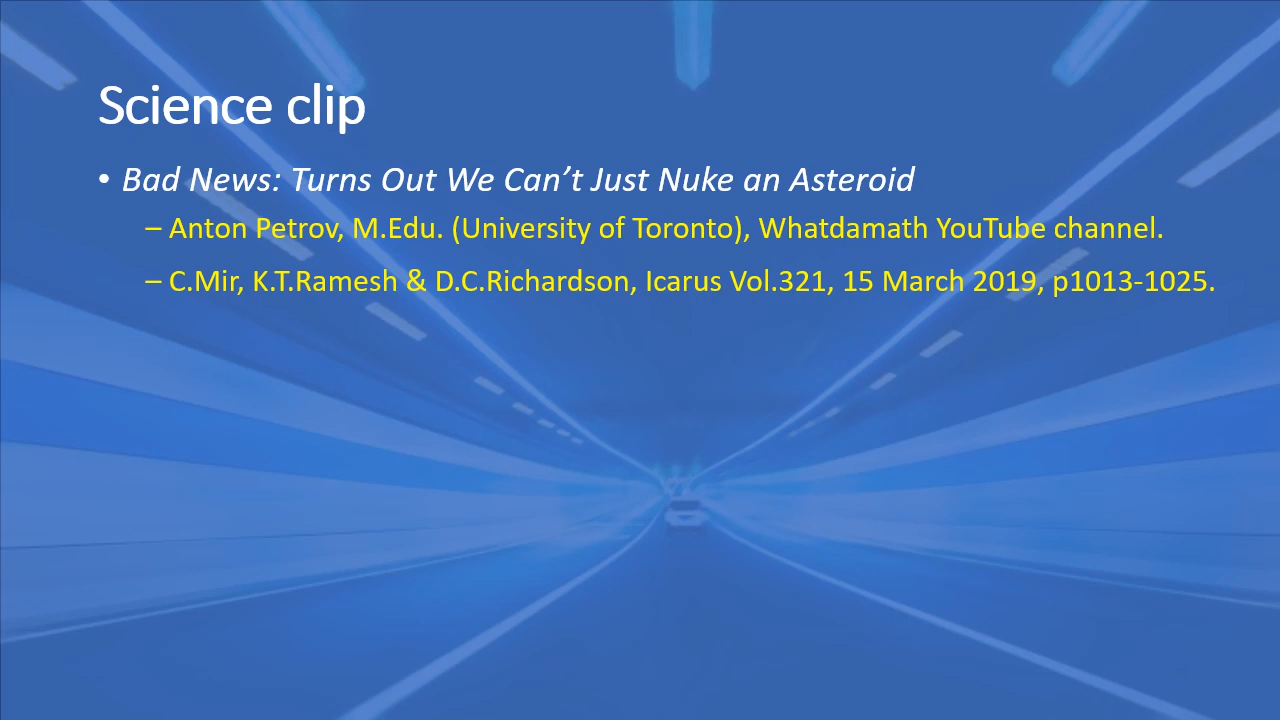 Science clip
• Bad News: Turns Out We Can’t Just Nuke an Asteroid
– Anton Petrov, M.Edu. (University of Toronto), Whatdamath YouTube channel.
– C.Mir, K.T.Ramesh & D.C.Richardson, Icarus Vol.321, 15 March 2019, p1013-1025.